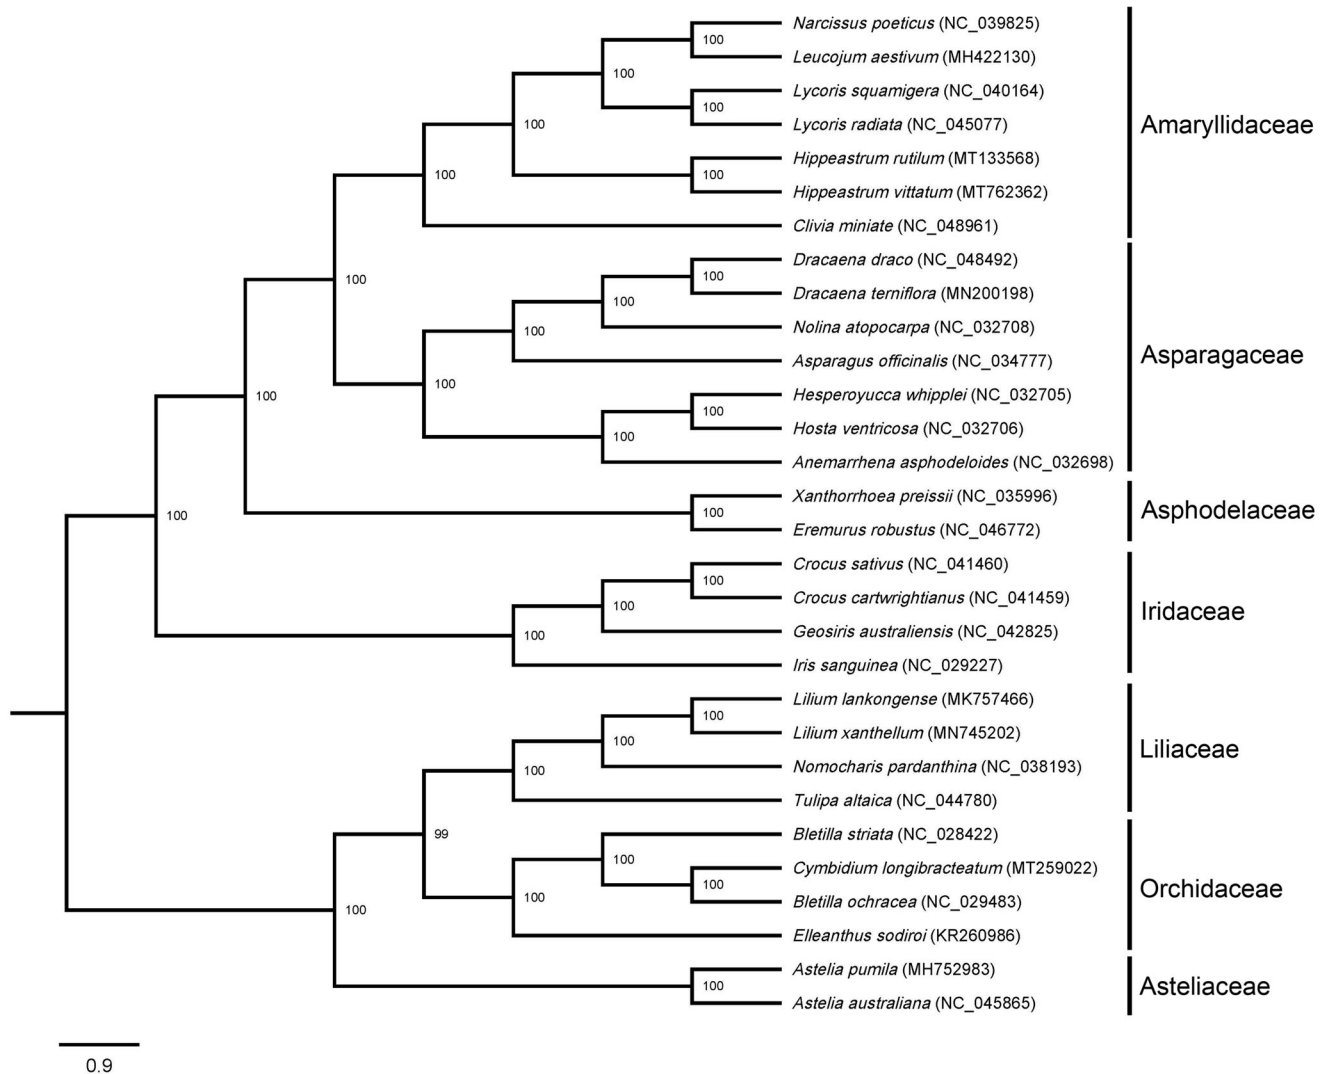 Narcissus poeticus (NC_039825)
100
Leucojum aestivum (MH422130)
100
Lycoris squamigera (NC_040164)
100
Lycoris radiata (NC_045077)
100
Amaryllidaceae
Hippeastrum rutilum (MT133568)
100
100
Hippeastrum vittatum (MT762362)
Clivia miniate (NC_048961)
Dracaena draco (NC_048492)
100
100
Dracaena terniflora (MN200198)
100
Nolina atopocarpa (NC_032708)
100
Asparagaceae
Asparagus officinalis (NC_034777)
100
Hesperoyucca whipplei (NC_032705)
100
100
Hosta ventricosa (NC_032706)
100
Anemarrhena asphodeloides (NC_032698)
Xanthorrhoea preissii (NC_035996)
100
100
Asphodelaceae
Eremurus robustus (NC_046772)
Crocus sativus (NC_041460)
100
Crocus cartwrightianus (NC_041459)
100
Iridaceae
Geosiris australiensis (NC_042825)
100
Iris sanguinea (NC_029227)
Lilium lankongense (MK757466)
100
Lilium xanthellum (MN745202)
100
Liliaceae
Nomocharis pardanthina (NC_038193)
100
Tulipa altaica (NC_044780)
99
Bletilla striata (NC_028422)
100
Cymbidium longibracteatum (MT259022)
100
Orchidaceae
100
Bletilla ochracea (NC_029483)
100
Elleanthus sodiroi (KR260986)
Astelia pumila (MH752983)
100
Asteliaceae
Astelia australiana (NC_045865)
0.9